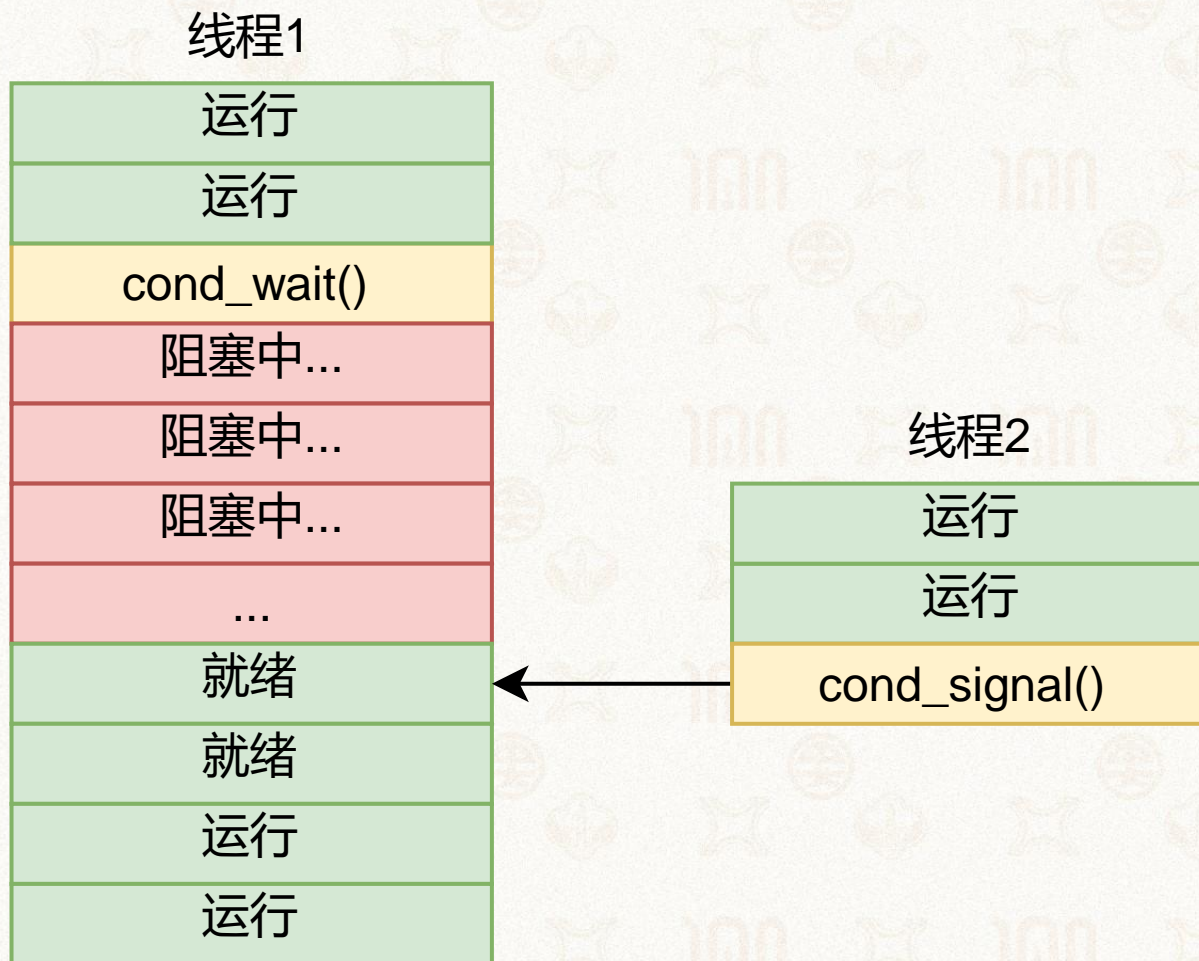 线程1
运行
运行
cond_wait()
阻塞中...
阻塞中...
阻塞中...
...
就绪
就绪
运行
运行
线程2
运行
运行
cond_signal()